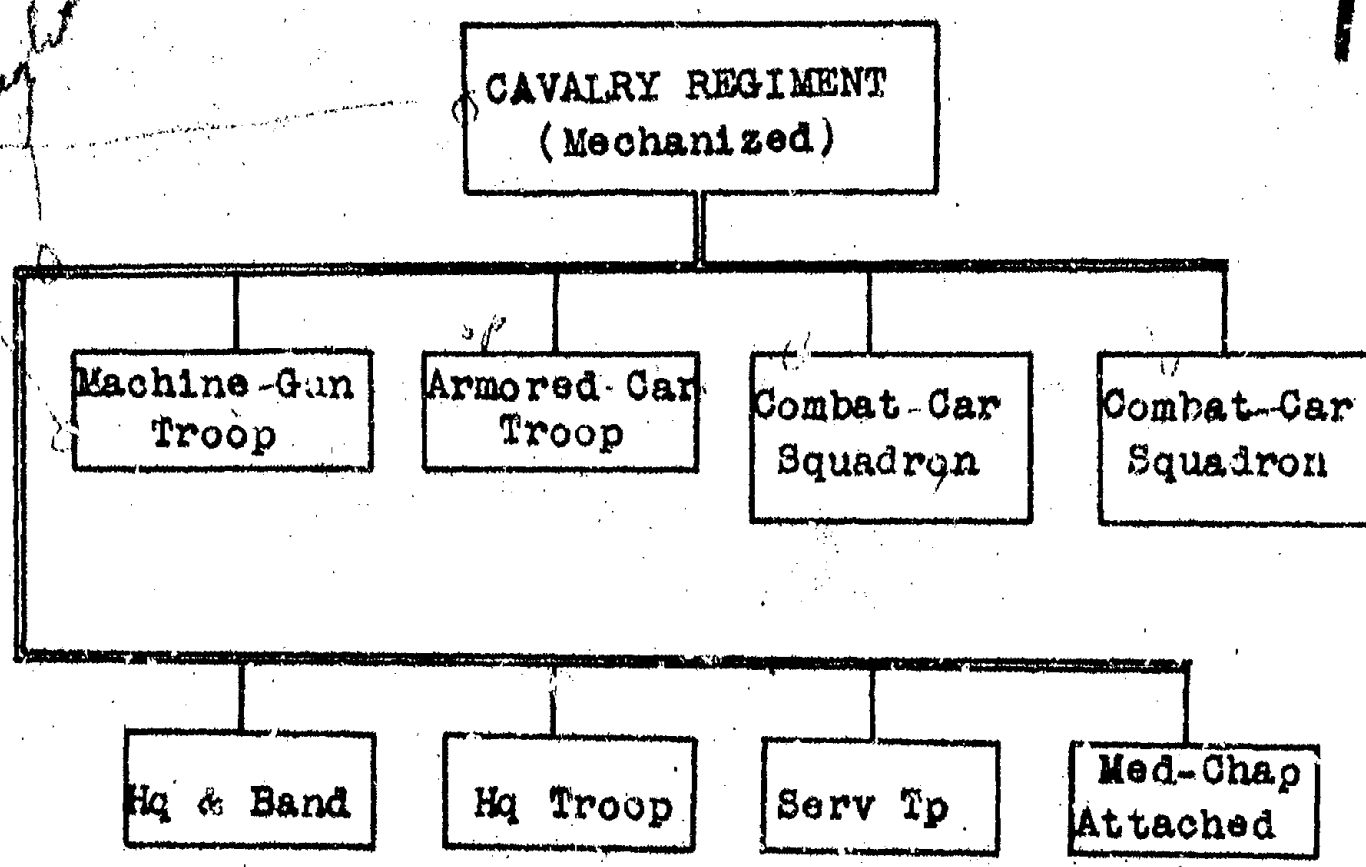 CAVALRY REGIMENT
(Mechanized)
Machine-Gun
Troop
Armored-Car
Troop
Combat-Car
Squadron
Combat-Car
Squadron
Hq & Band
Hq Troop
Serv Tp
Med-Chap
Attached